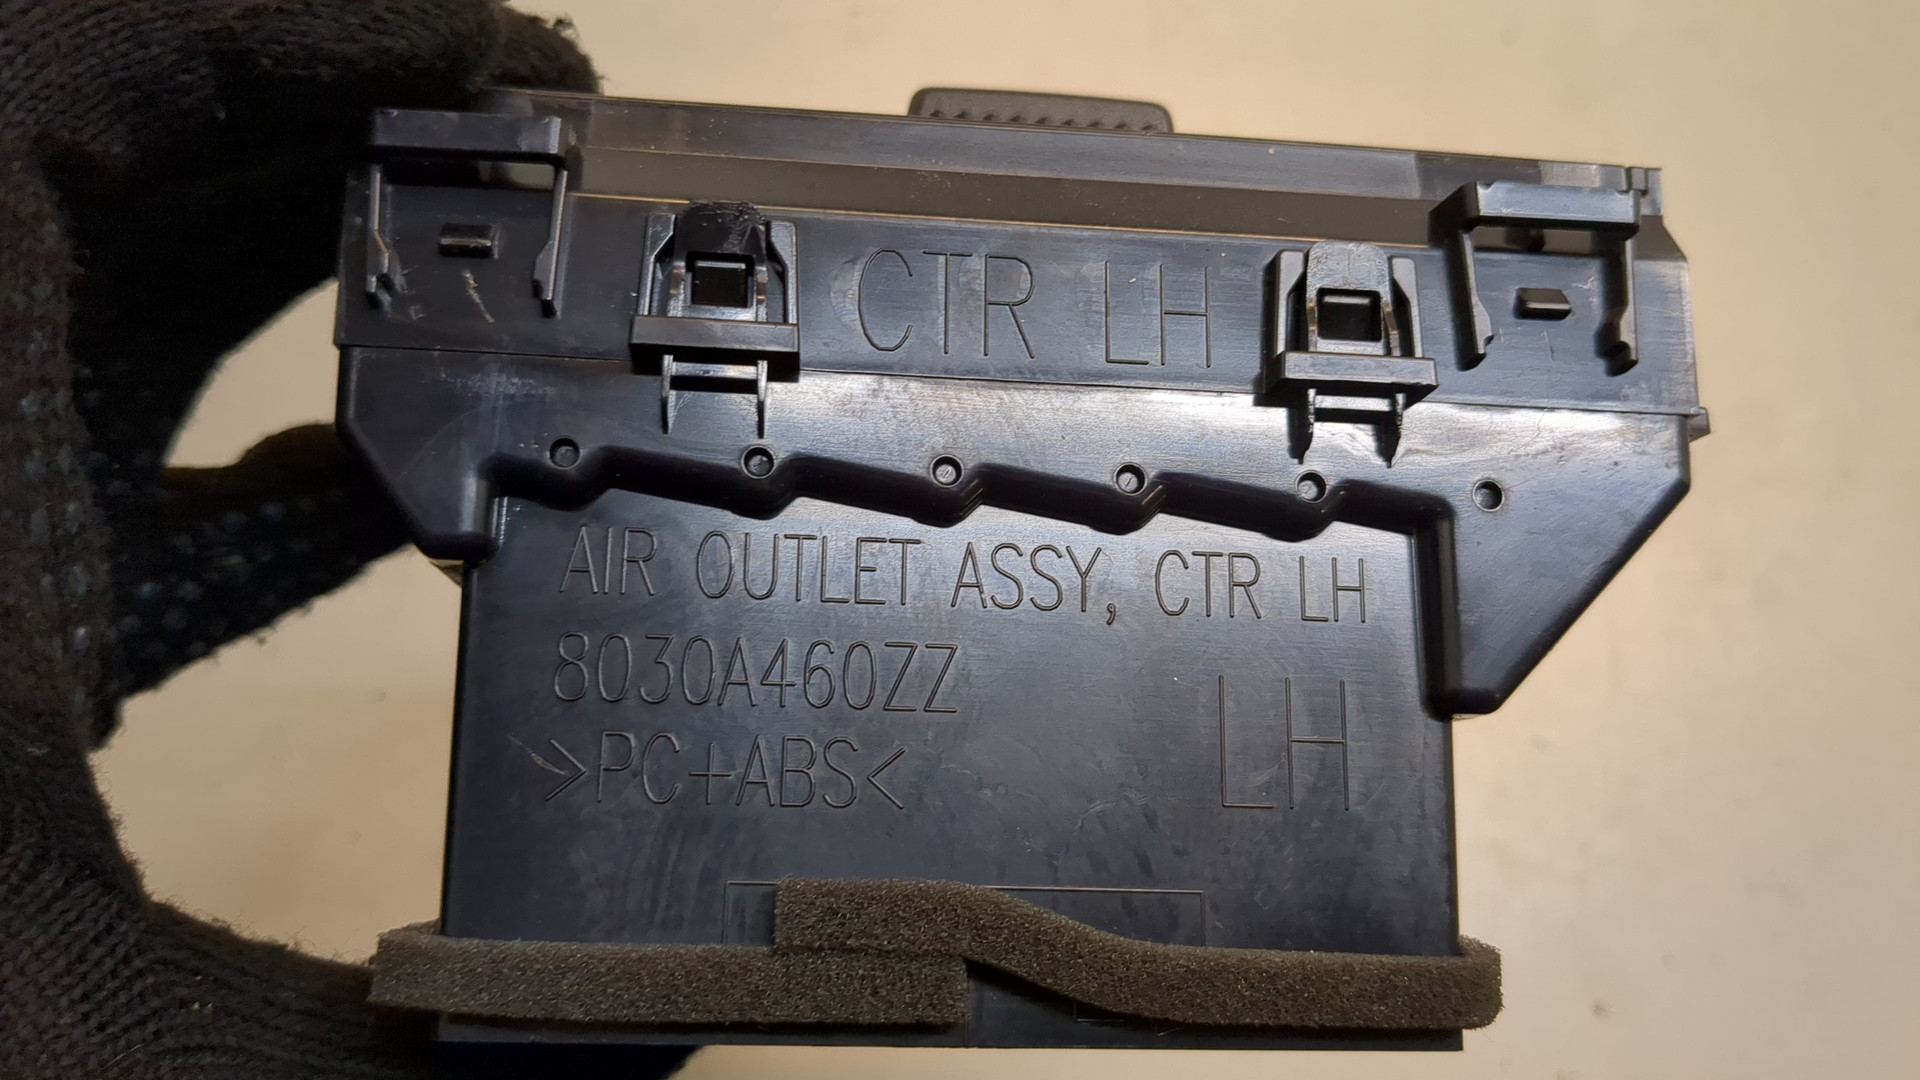 CTR LH
AIR OUTLET ASSY, CTR LH
8030A460ZZ
>PC+ABS<
LH